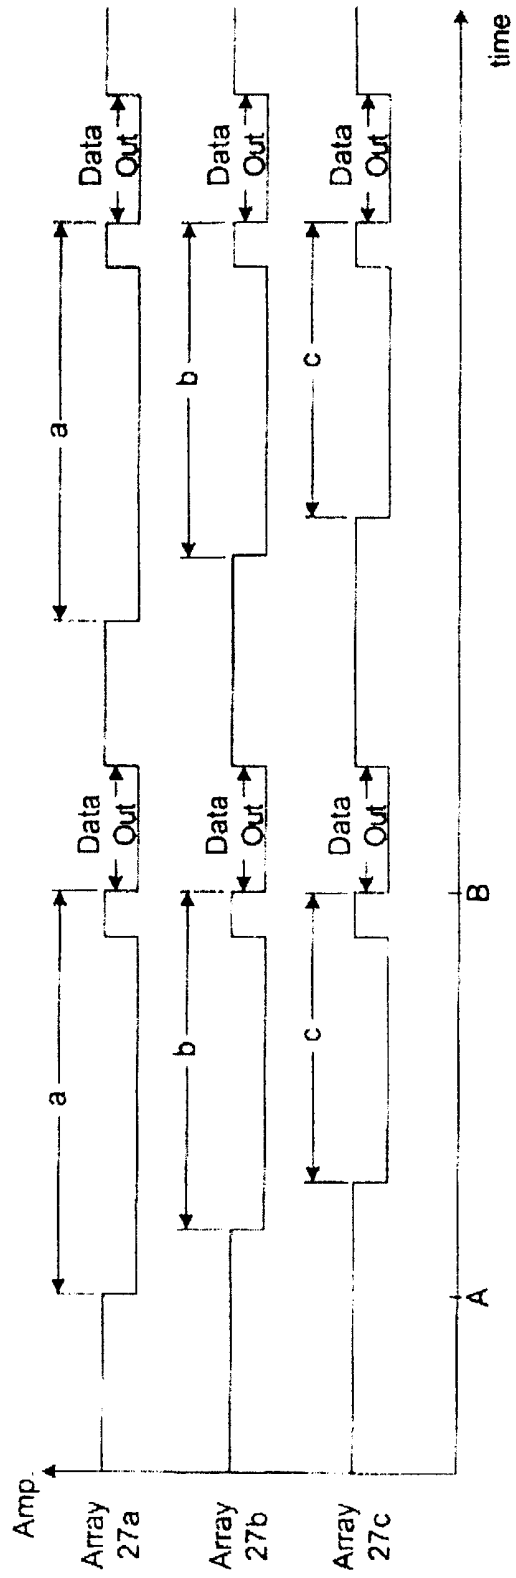 Amp.
Array
27a
a
Data
Out
a
Data
Out
Array
27b
b
Data
Out
b
Data
Out
Array
27c
c
Data
Out
c
Data
Out
A
B
time